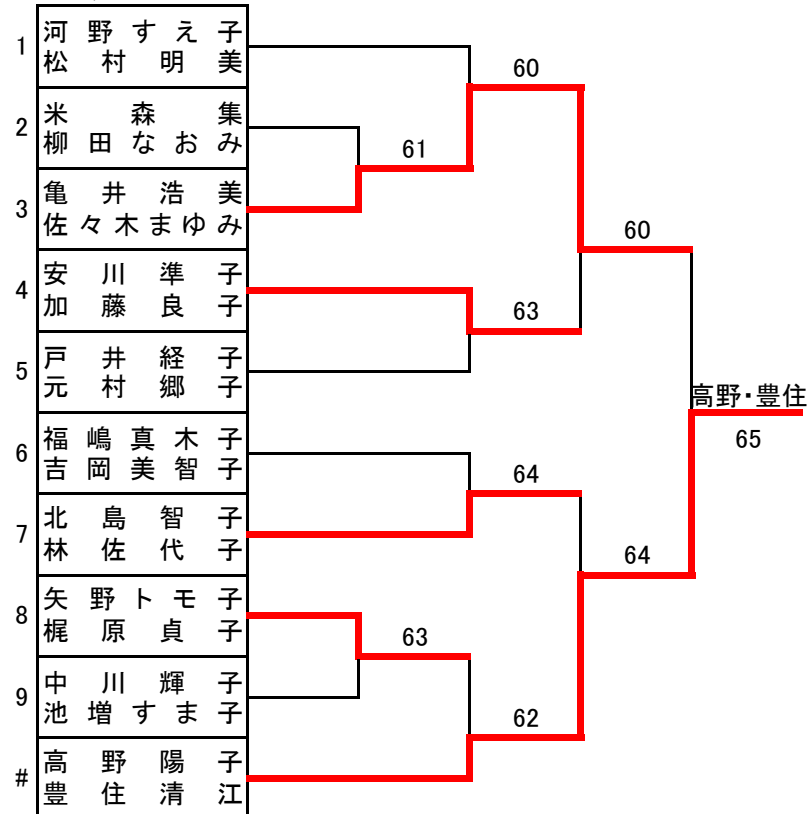 1
河野すえ子
松村明美
2
米森集
柳田なおみ
3
亀井浩美
佐々木まゆみ
4
安川準子
加藤良子
5
戸井経子
元村郷子
6
福嶋真木子
吉岡美智子
7
北島智子
林佐代子
8
矢野トモ子
梶原貞子
9
中川輝子
池増すま子
#
高野陽子
豊住清江
61
63
60
63
64
62
60
64
高野・豊住
65